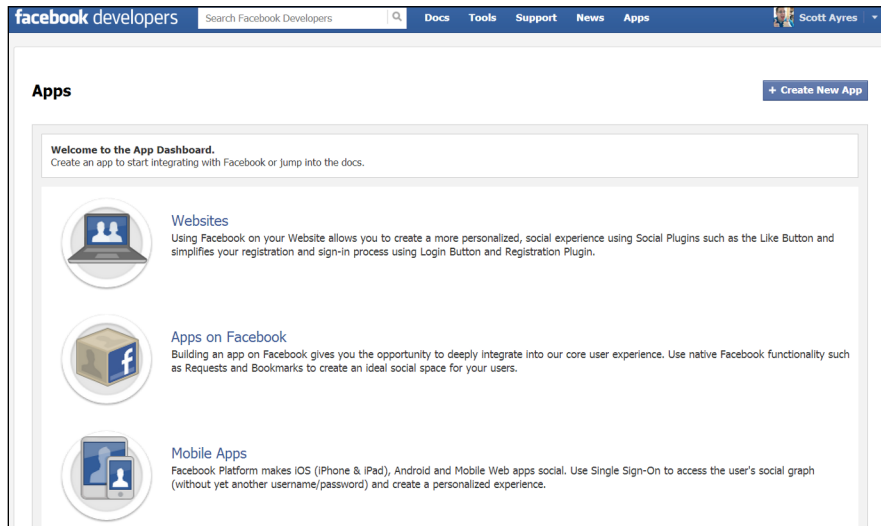 facebook developers Search Facebook Developers Docs Tools Support News Apps Scott Ayres
Apps
+ Create New App
Welcome to the App Dashboard.
Create an app to start integrating with Facebook or jump into the docs.
Websites
Using Facebook on your Website allows you to create a more personalized, social experience using Social Plugins such as the Like Button and
simplifies your registration and sign-in process using Login Button and Registration Plugin.
Apps on Facebook
Building an app on Facebook gives you the opportunity to deeply integrate into our core user experience. Use native Facebook functionality such
as Requests and Bookmarks to create an ideal social space for your users.
Mobile Apps
Facebook Platform makes iOS (iPhone & iPad), Android and Mobile Web apps social. Use Single Sign-On to access the user's social graph
(without yet another username/password) and create a personalized experience.